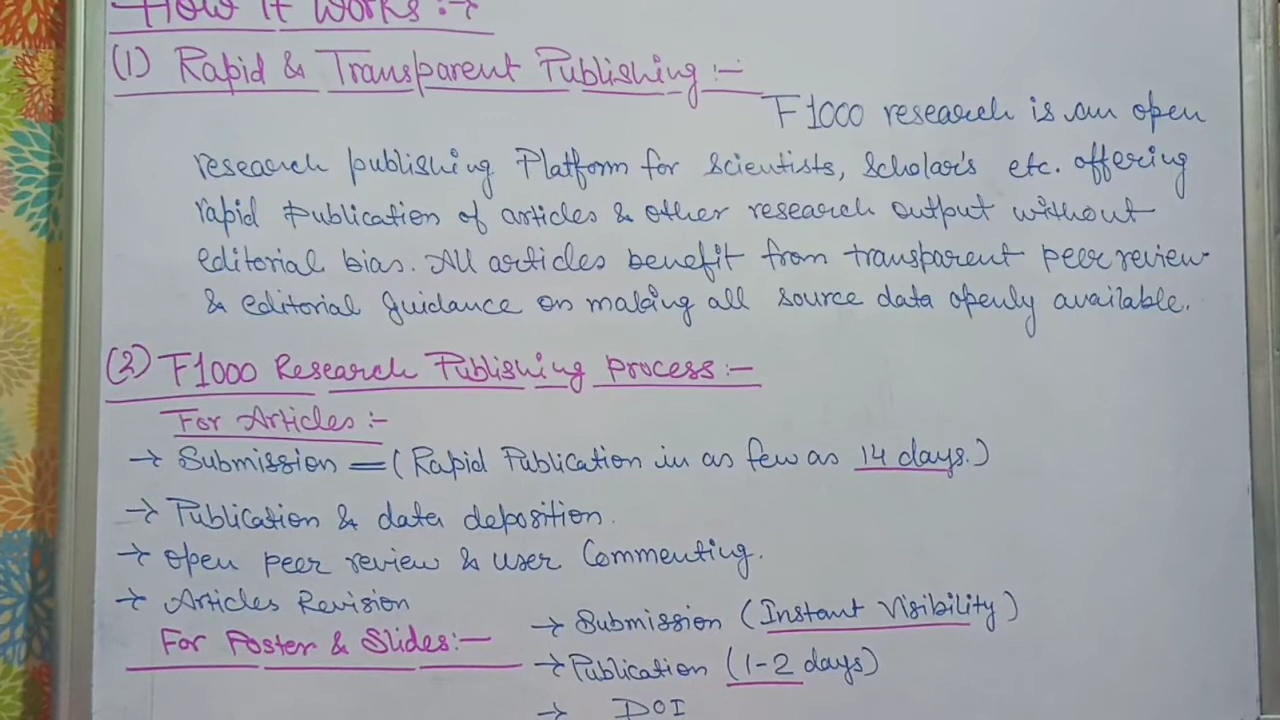 How it Works :→
(1) Rapid & Transparent Publishing :—
F1000 research is an open
research publishing Platform for scientists, Scholar's etc. offering
rapid publication of articles & other research output without
editorial bias. All articles benefit from transparent peer review
& editorial guidance on making all source data openly available.
(2) F1000 Research Publishing process :—
For Articles :—
→ Submission = (Rapid Publication in as few as 14 days.)
→ Publication & data deposition.
→ open peer review & user Commenting.
→ Articles Revision
For Poster & Slides :—
→ Submission (Instant Visibility)
→ Publication (1-2 days)
→ DOI